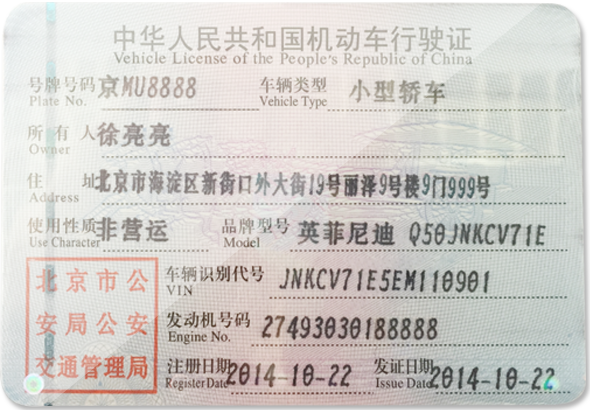 中华人民共和国机动车行驶证
Vehicle License of the People's Republic of China
号牌号码 京MU8888 车辆类型 小型轿车
Plate No. Vehicle Type
所有人 徐亮亮
Owner
住址 北京市海淀区新街口外大街19号丽泽9号楼9门999号
Address
使用性质 非营运 品牌型号 英菲尼迪 Q50JNKCV71E
Use Character Model
北京市公
安局公安
交通管理局
车辆识别代号 JNKCV71E5EM110901
VIN
发动机号码 27493030188888
Engine No.
注册日期 2014-10-22 发证日期 2014-10-22
Register Date Issue Date